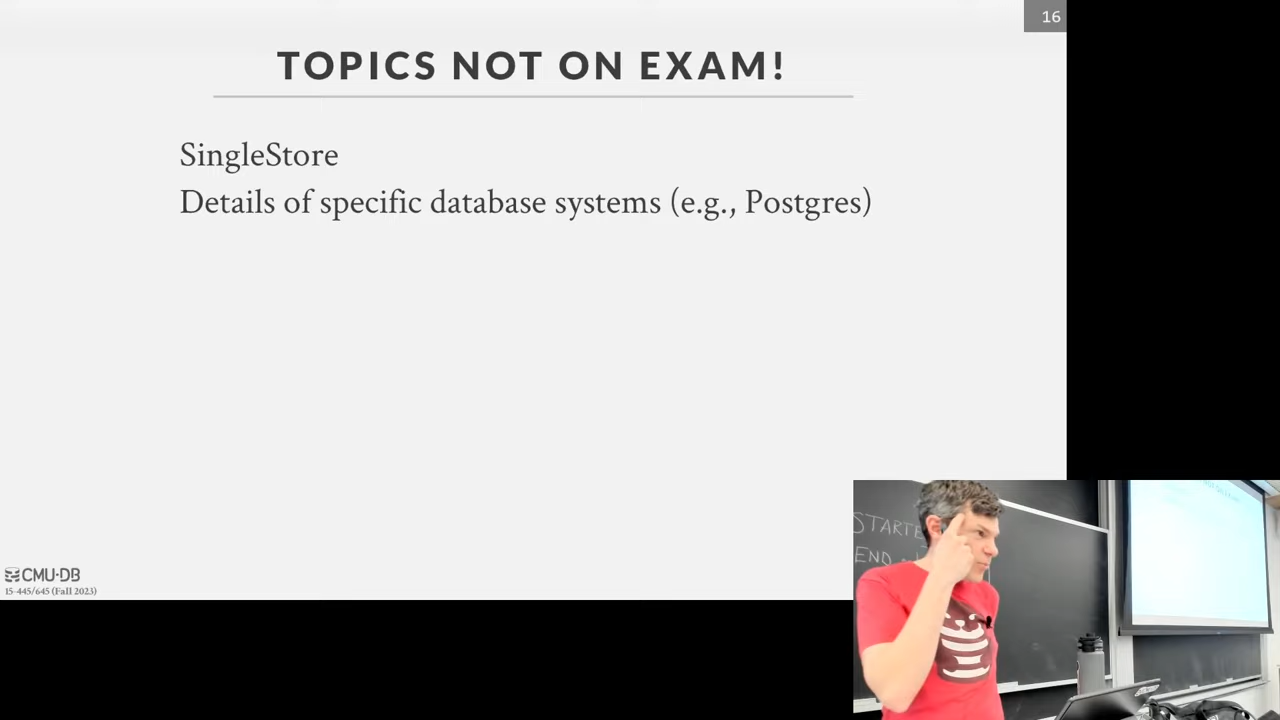 16
TOPICS NOT ON EXAM!
SingleStore
Details of specific database systems (e.g., Postgres)
CMU·DB
15-445/645 (Fall 2023)
STARTE
END